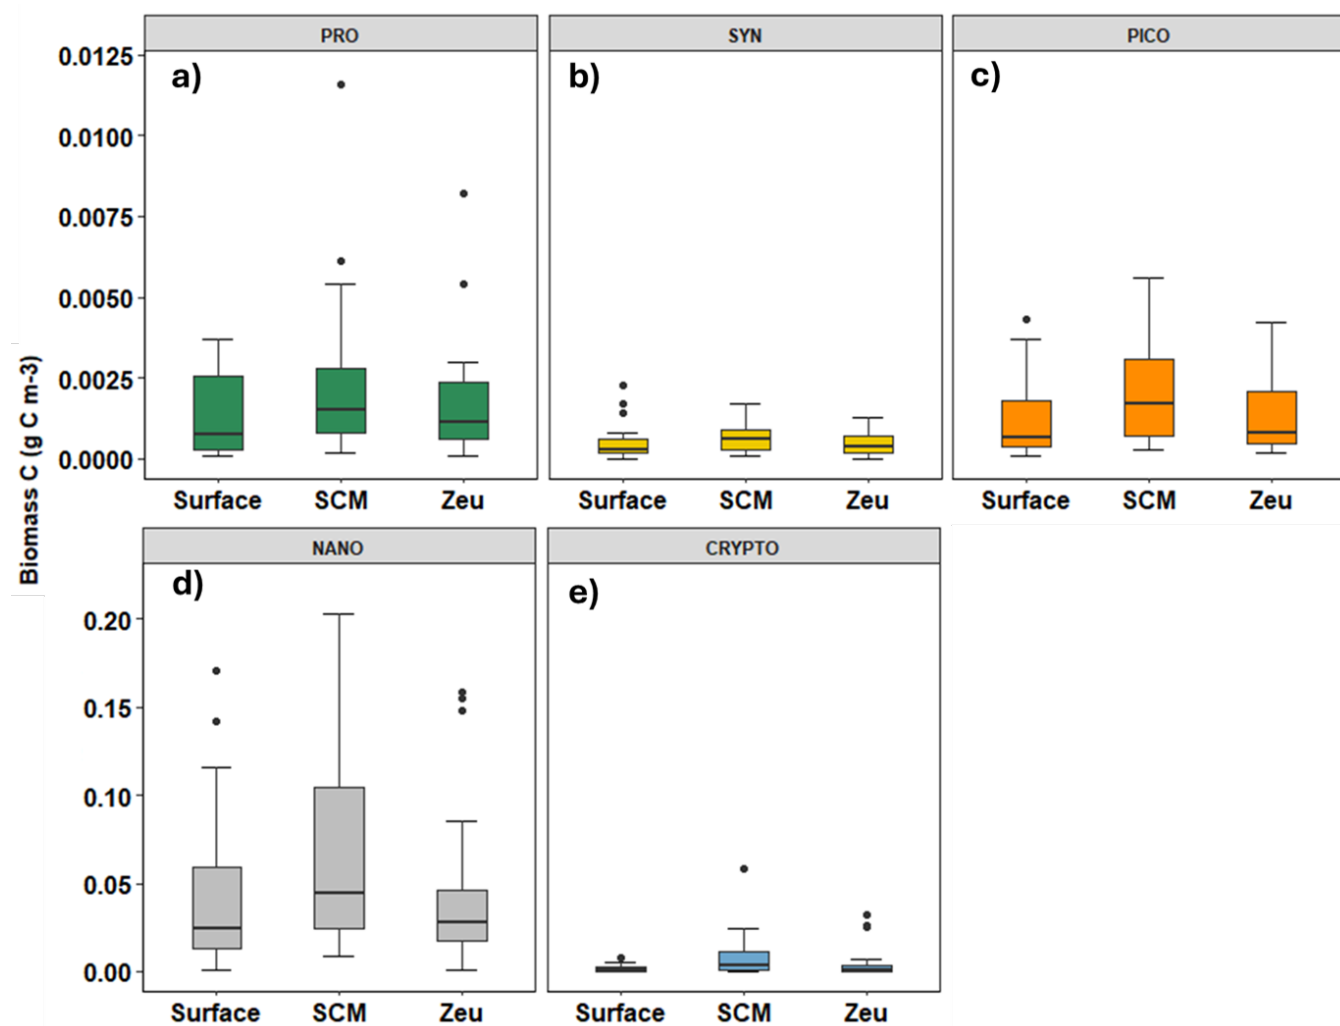 PRO
SYN
PICO
a)
b)
c)
0.0125
0.0100
0.0075
0.0050
0.0025
0.0000
Surface SCM Zeu
Surface SCM Zeu
Surface SCM Zeu
Biomass C (g C m-3)
NANO
CRYPTO
d)
e)
0.20
0.15
0.10
0.05
0.00
Surface SCM Zeu
Surface SCM Zeu